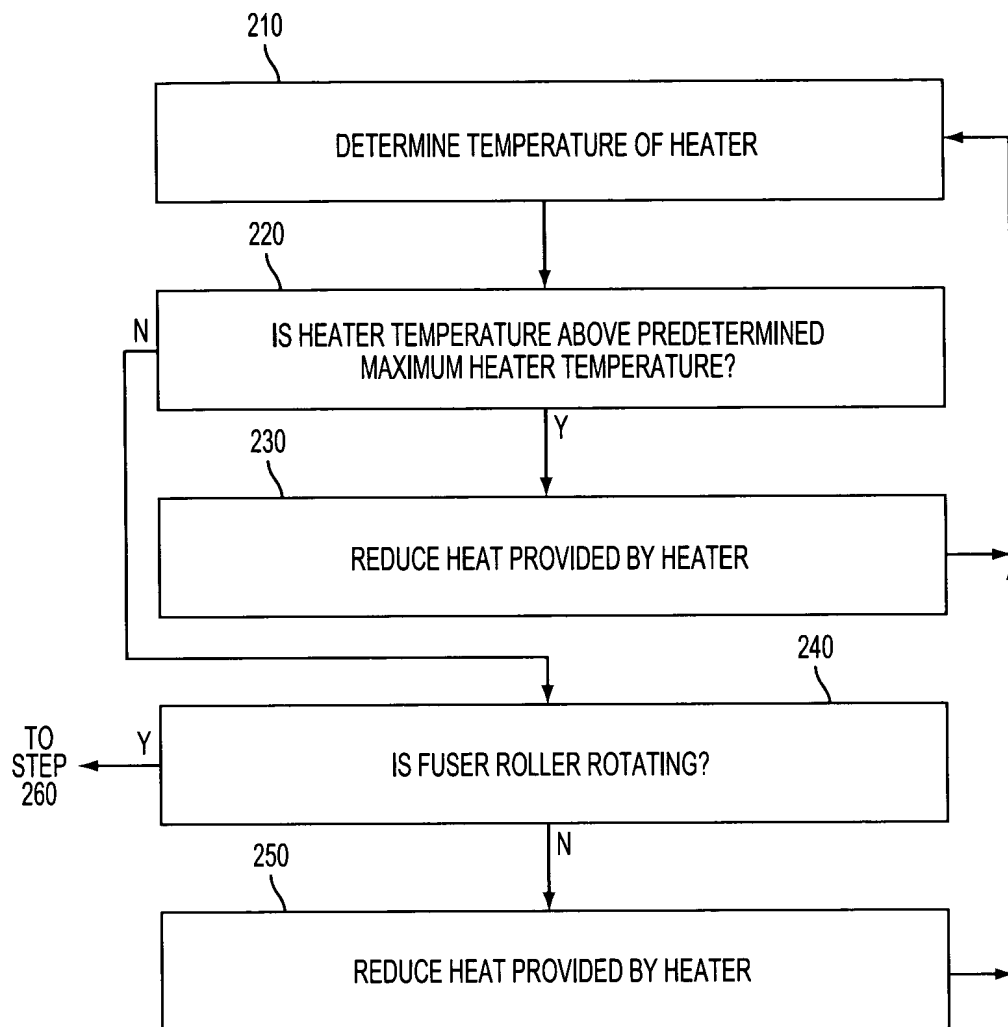 210
DETERMINE TEMPERATURE OF HEATER
220
N
IS HEATER TEMPERATURE ABOVE PREDETERMINED
MAXIMUM HEATER TEMPERATURE?
Y
230
REDUCE HEAT PROVIDED BY HEATER
240
TO
STEP
260
Y
IS FUSER ROLLER ROTATING?
N
250
REDUCE HEAT PROVIDED BY HEATER